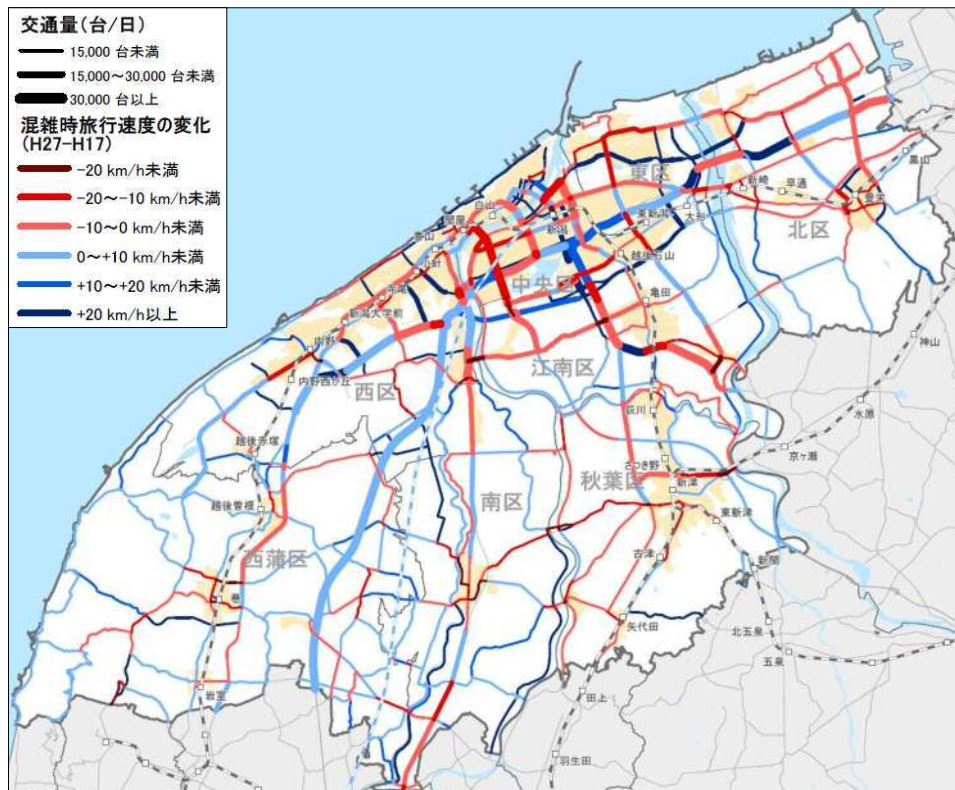 交通量(台/日)
15,000 台未満
15,000～30,000 台未満
30,000 台以上
混雑時旅行速度の変化
(H27-H17)
-20 km/h未満
-20～-10 km/h未満
-10～0 km/h未満
0～+10 km/h未満
+10～+20 km/h未満
+20 km/h以上
黒山
東区
新崎
早通
豊栄
白山
関屋
青山
小針
新潟
東新潟
大形
北区
越後石山
中央区
寺尾
亀田
新潟大学前
神山
内野
江南区
内野西が丘
西区
荻川
水原
越後赤塚
京ヶ瀬
さつき野
秋葉区
新津
南区
越後曽根
東新津
西蒲区
古津
新関
巻
矢代田
北五泉
五泉
岩室
田上
羽生田